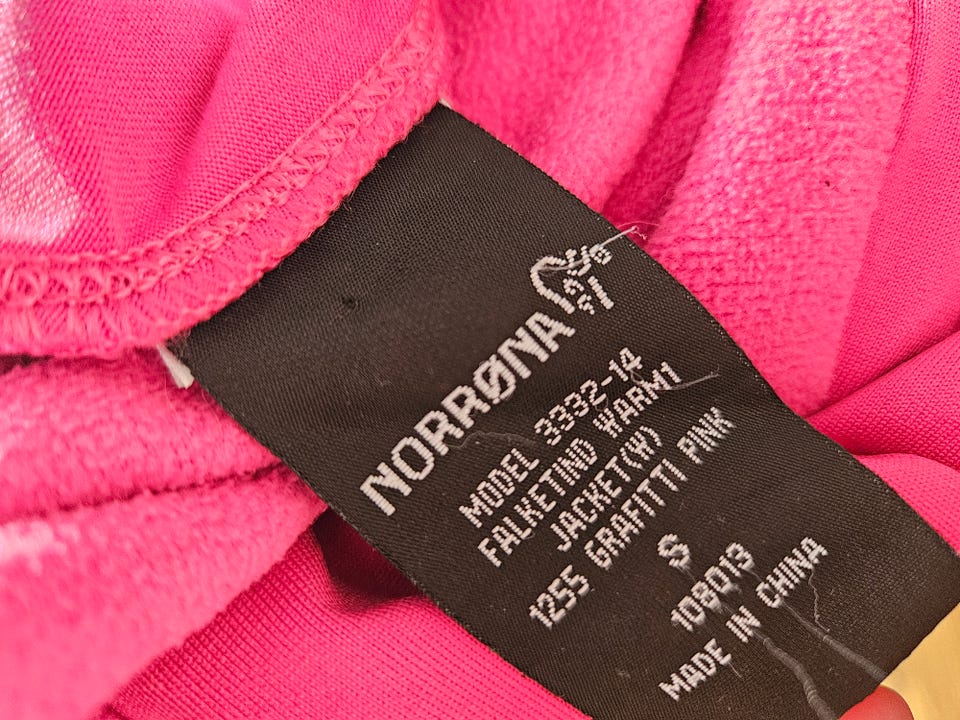 NORRØNA
MODEL 3332-14
FALKETIND WARM1
JACKET(W)
1255 GRAFITTI PINK
S
108013
MADE IN CHINA